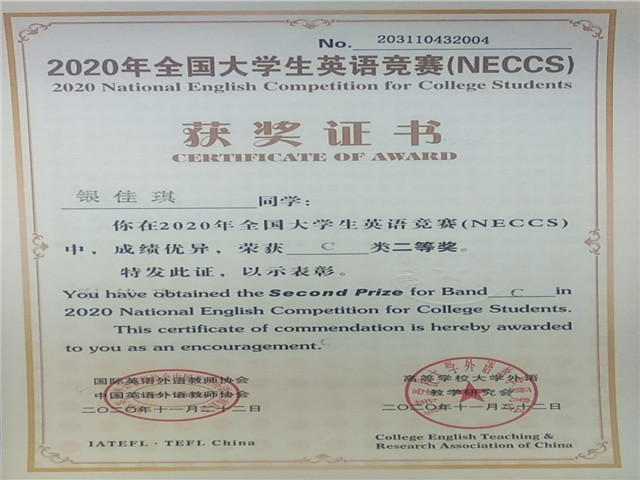 No. 203110432004
2020年全国大学生英语竞赛(NECCS)
2020 National English Competition for College Students
获奖证书
CERTIFICATE OF AWARD
银佳琪 同学:
你在2020年全国大学生英语竞赛(NECCS)
中，成绩优异，荣获 C 类二等奖。
特发此证，以示表彰。
You have obtained the Second Prize for Band C in
2020 National English Competition for College Students.
This certificate of commendation is hereby awarded
to you as an encouragement.
国际英语外语教师协会
中国英语外语教师协会
二〇二〇年十一月二十二日
IATEFL · TEFL China
高等学校大学外语
教学研究会
二〇二〇年十一月二十二日
College English Teaching &
Research Association of China